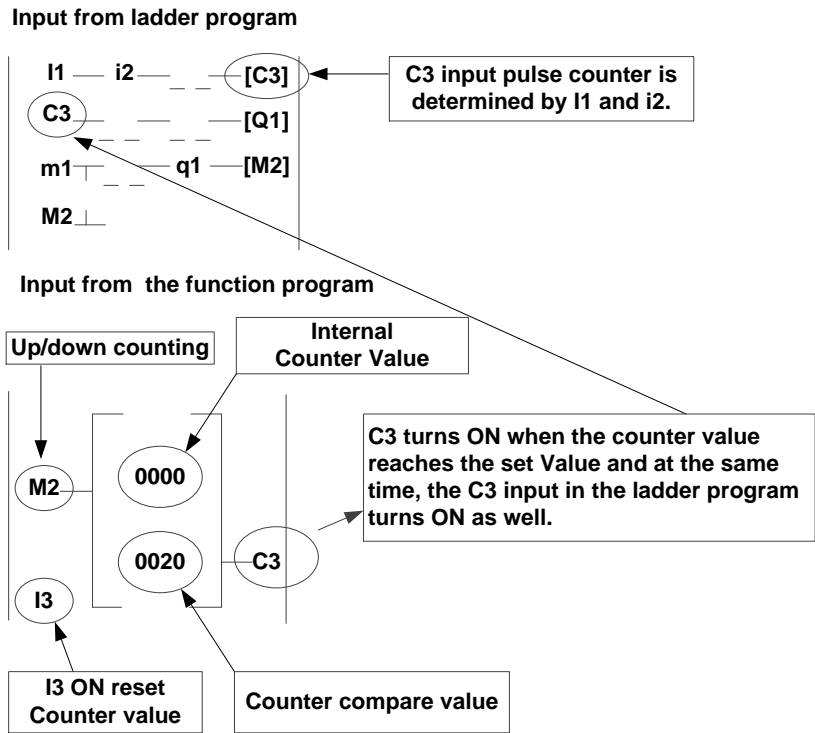 Input from ladder program
I1 i2 [C3]
C3 input pulse counter is
determined by I1 and i2.
C3 [Q1]
m1 q1 [M2]
M2
Input from the function program
Up/down counting
Internal
Counter Value
M2
0000
C3 turns ON when the counter value
reaches the set Value and at the same
time, the C3 input in the ladder program
turns ON as well.
0020
C3
I3
I3 ON reset
Counter value
Counter compare value